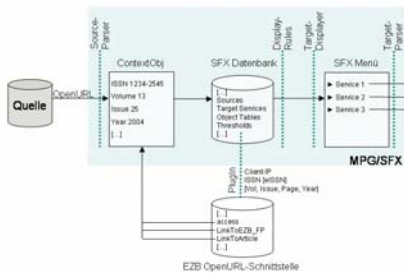 Source-Parser
ContextObj
SFX Datenbank
Display-Rules
Target-Displayer
SFX Menü
Target-Parser
Quelle
OpenURL
ISSN 1234-2545
Volume 13
Issue 25
Year 2004
[...]
[...]
Sources
Target Services
Object Tables
Thresholds
[...]
Service 1
Service 2
Service 3
MPG/SFX
PlugIn
Client-IP
ISSN [eISSN]
[Vol, Issue, Page, Year]
[...]
access
LinkToEZB_FP
LinkToArticle
[...]
EZB OpenURL-Schnittstelle